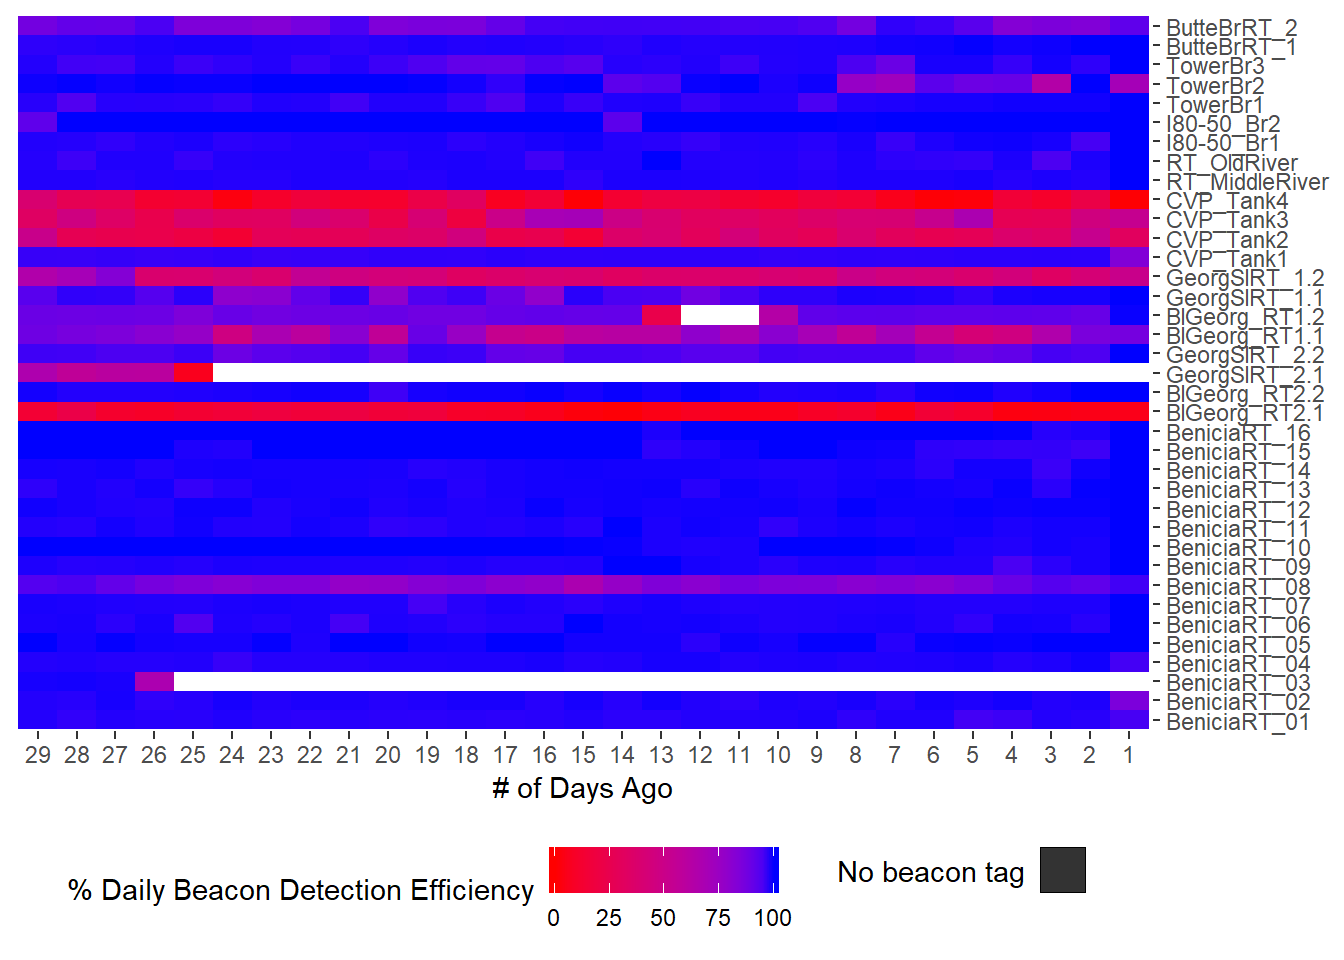 ButteBrRT_2
ButteBrRT_1
TowerBr3
TowerBr2
TowerBr1
I80-50_Br2
I80-50_Br1
RT_OldRiver
RT_MiddleRiver
CVP_Tank4
CVP_Tank3
CVP_Tank2
CVP_Tank1
GeorgSlRT_1.2
GeorgSlRT_1.1
BlGeorg_RT1.2
BlGeorg_RT1.1
GeorgSlRT_2.2
GeorgSlRT_2.1
BlGeorg_RT2.2
BlGeorg_RT2.1
BeniciaRT_16
BeniciaRT_15
BeniciaRT_14
BeniciaRT_13
BeniciaRT_12
BeniciaRT_11
BeniciaRT_10
BeniciaRT_09
BeniciaRT_08
BeniciaRT_07
BeniciaRT_06
BeniciaRT_05
BeniciaRT_04
BeniciaRT_03
BeniciaRT_02
BeniciaRT_01
29 28 27 26 25 24 23 22 21 20 19 18 17 16 15 14 13 12 11 10 9 8 7 6 5 4 3 2 1
# of Days Ago
% Daily Beacon Detection Efficiency
0 25 50 75 100
No beacon tag